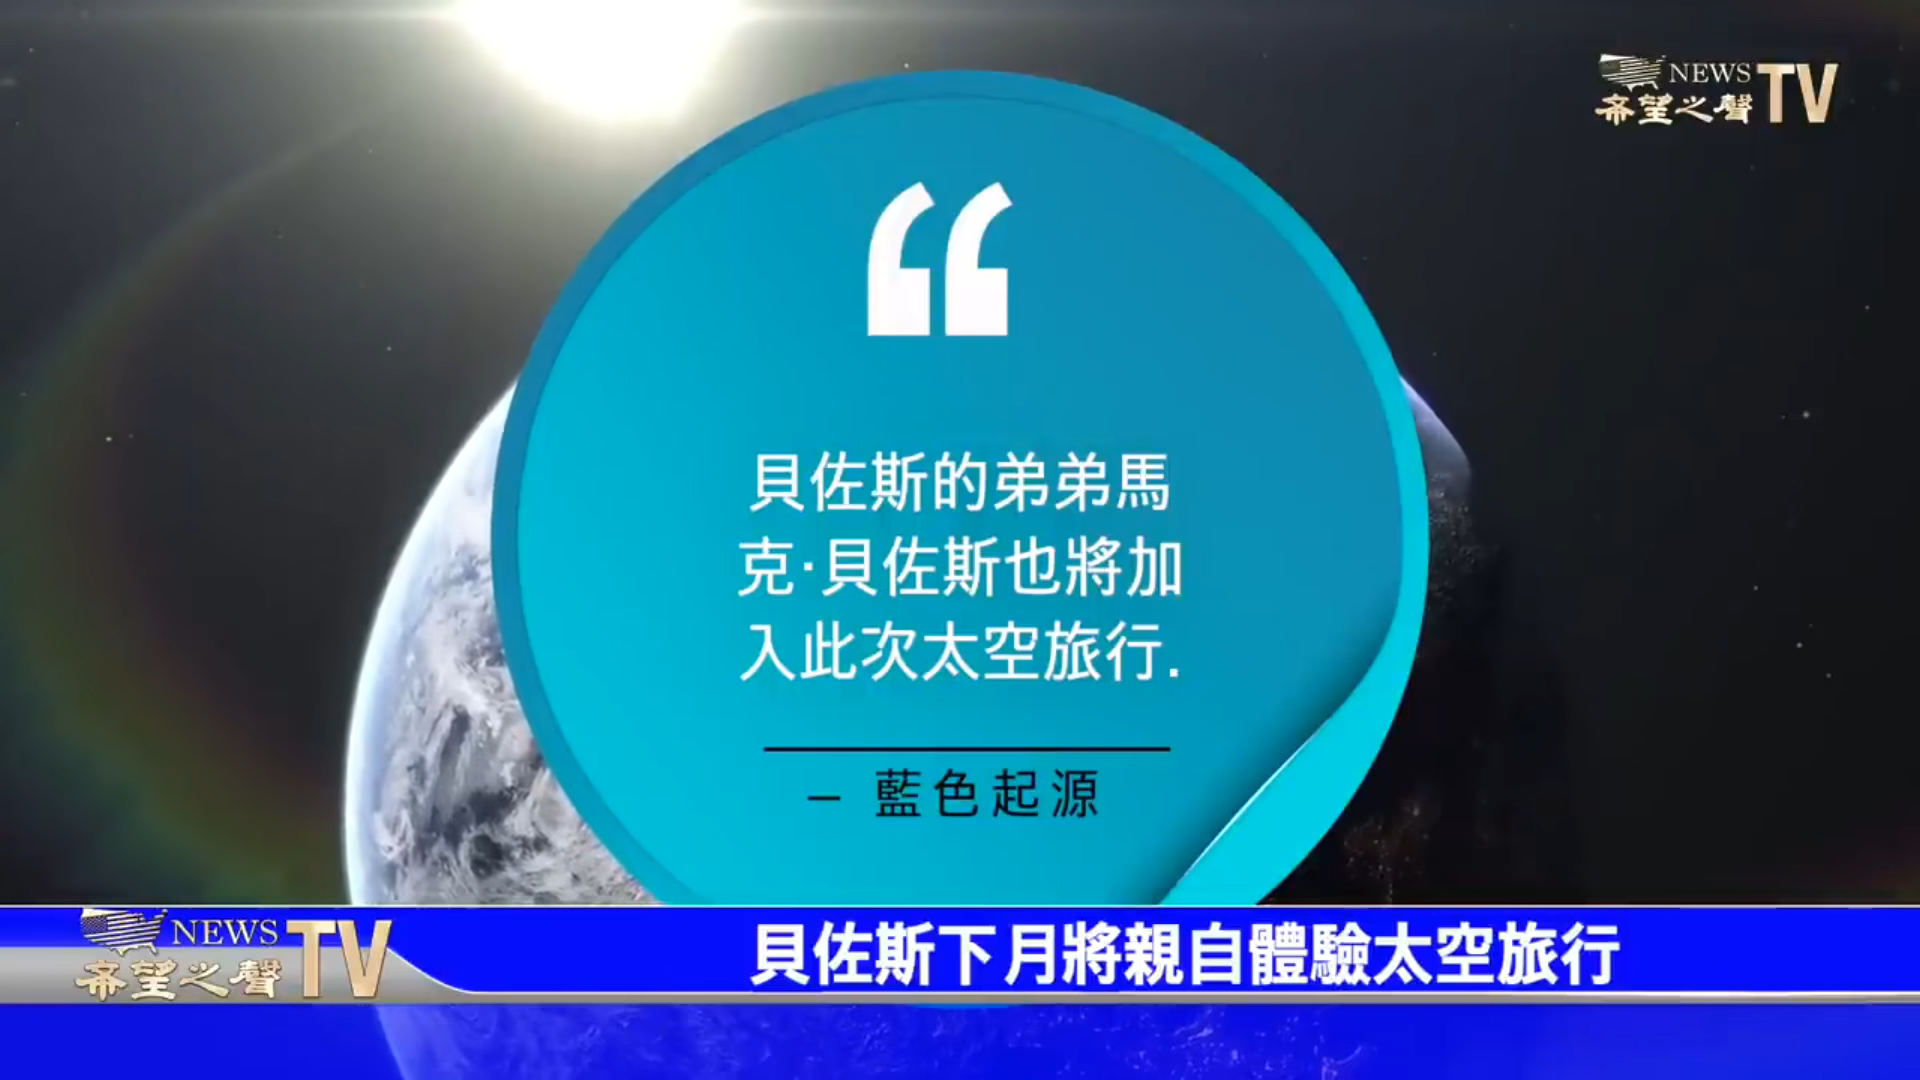 NEWS
希望之聲 TV
貝佐斯的弟弟馬
克·貝佐斯也將加
入此次太空旅行.
– 藍色起源
NEWS
希望之聲 TV
貝佐斯下月將親自體驗太空旅行